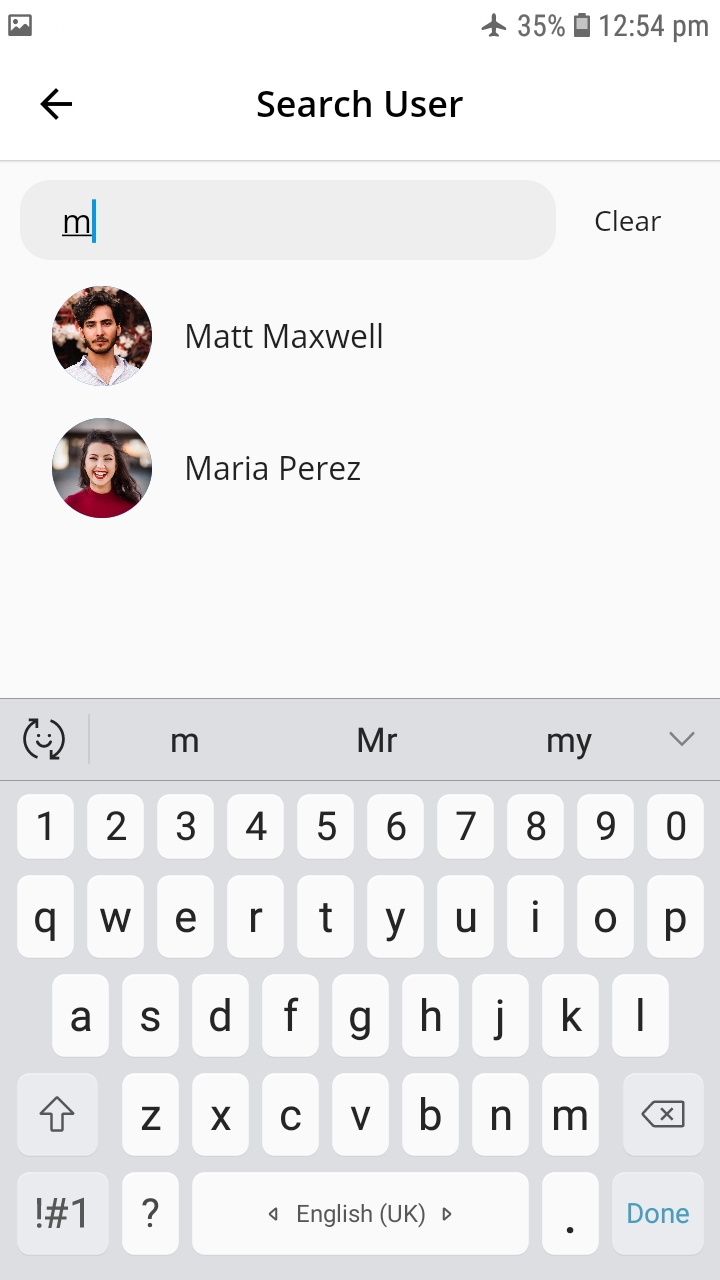 35% 12:54 pm
Search User
m Clear
Matt Maxwell
Maria Perez
m Mr my
1 2 3 4 5 6 7 8 9 0
q w e r t y u i o p
a s d f g h j k l
z x c v b n m
!#1 ? English (UK) . Done